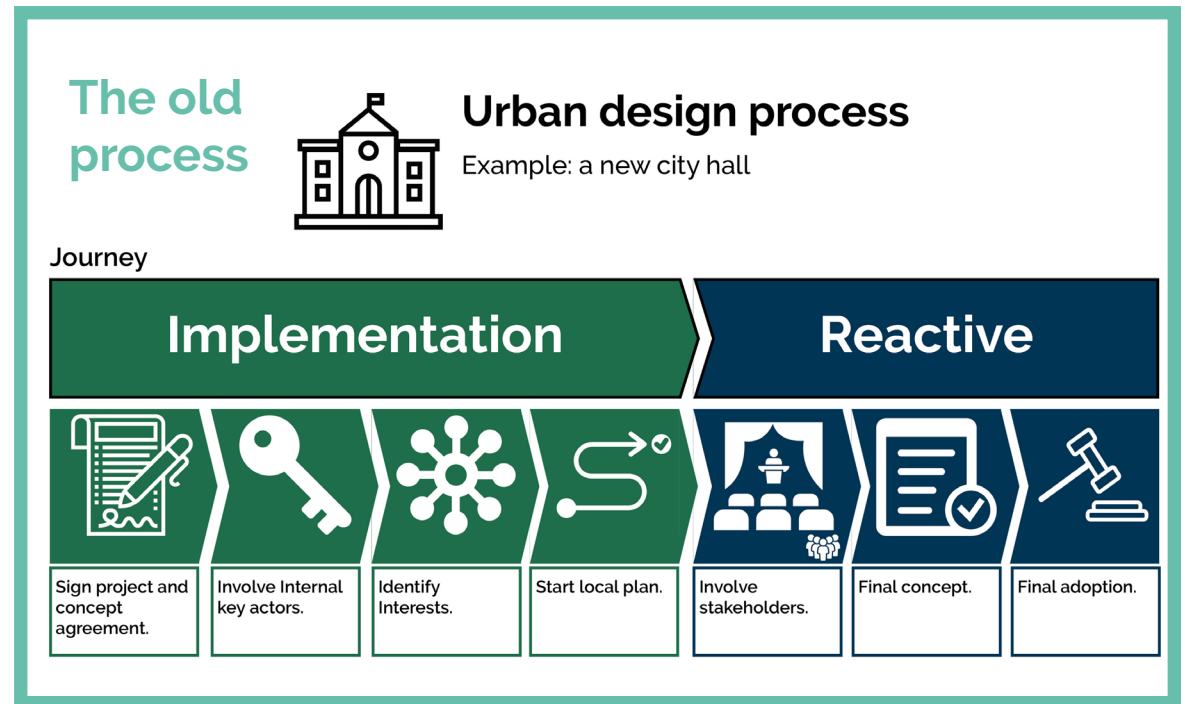 The old
process
Urban design process
Example: a new city hall
Journey
Implementation
Reactive
Sign project and
concept
agreement.
Involve Internal
key actors.
Identify
Interests.
Start local plan.
Involve
stakeholders.
Final concept.
Final adoption.